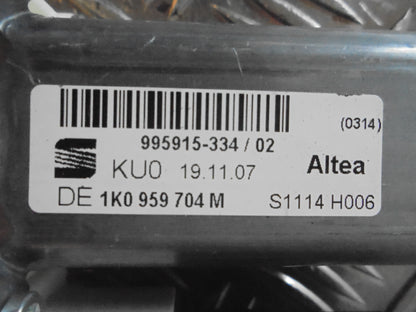 (0314)
995915-334 / 02
KU0 19.11.07 Altea
DE 1K0 959 704 M S1114 H006